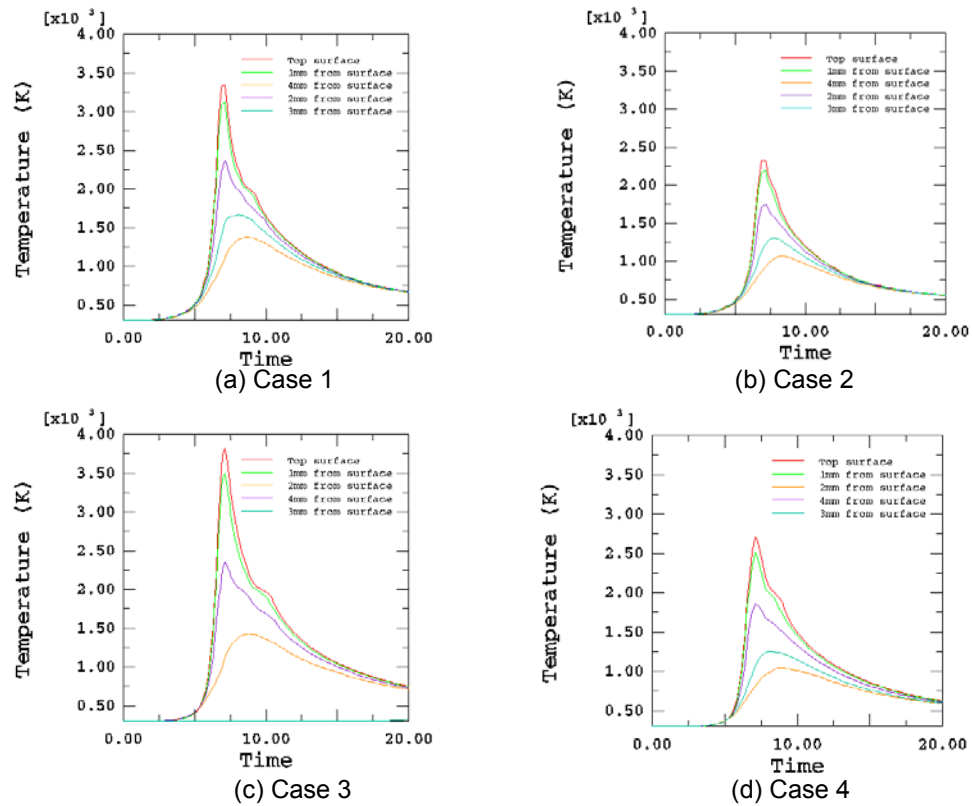 [x10 3]
4.00
3.50
3.00
2.50
2.00
1.50
1.00
0.50
Temperature (K)
Top surface
1mm from surface
4mm from surface
2mm from surface
3mm from surface
0.00
10.00
20.00
Time
(a) Case 1
[x10 3]
4.00
3.50
3.00
2.50
2.00
1.50
1.00
0.50
Temperature (K)
Top surface
1mm from surface
4mm from surface
2mm from surface
3mm from surface
0.00
10.00
20.00
Time
(b) Case 2
[x10 3]
4.00
3.50
3.00
2.50
2.00
1.50
1.00
0.50
Temperature (K)
Top surface
1mm from surface
2mm from surface
4mm from surface
3mm from surface
0.00
10.00
20.00
Time
(c) Case 3
[x10 3]
4.00
3.50
3.00
2.50
2.00
1.50
1.00
0.50
Temperature (K)
Top surface
1mm from surface
2mm from surface
4mm from surface
3mm from surface
0.00
10.00
20.00
Time
(d) Case 4